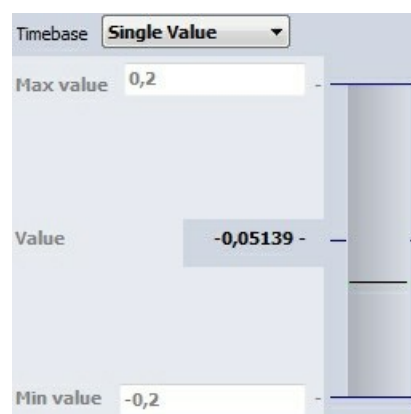 Timebase Single Value
Max value 0,2 -
Value -0,05139 -
Min value -0,2 -